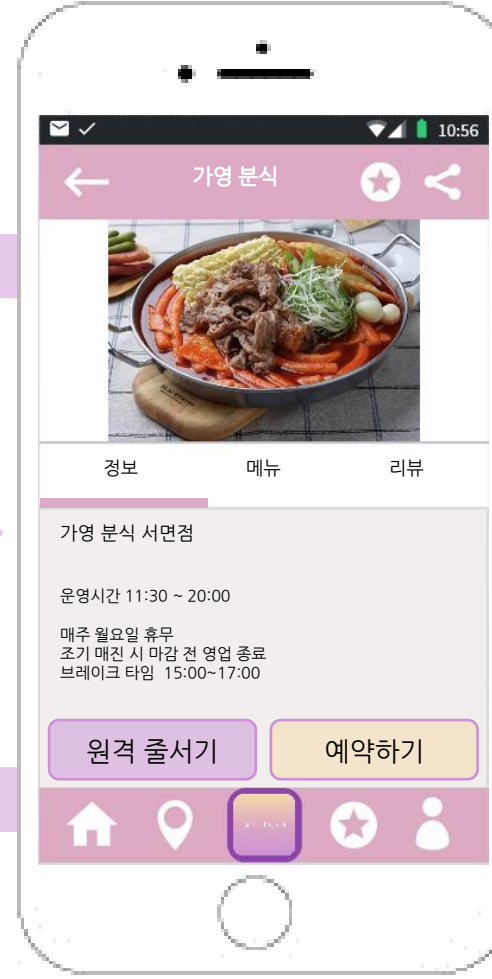 10:56
가영 분식
정보 메뉴 리뷰
가영 분식 서면점
운영시간 11:30 ~ 20:00
매주 월요일 휴무
조기 매진 시 마감 전 영업 종료
브레이크 타임 15:00~17:00
원격 줄서기 예약하기